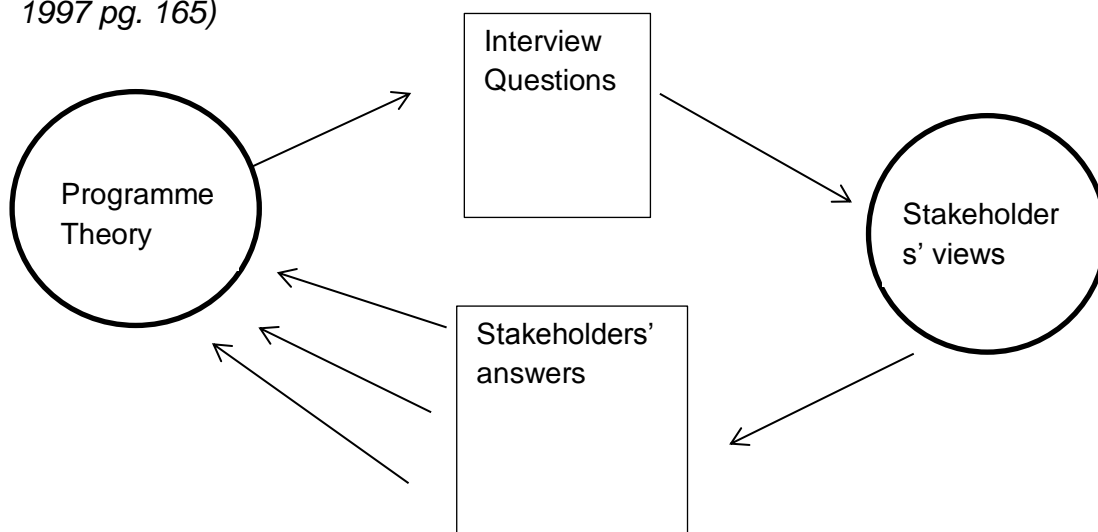 1997 pg. 165)
Interview
Questions
Programme
Theory
Stakeholder
s’ views
Stakeholders’
answers